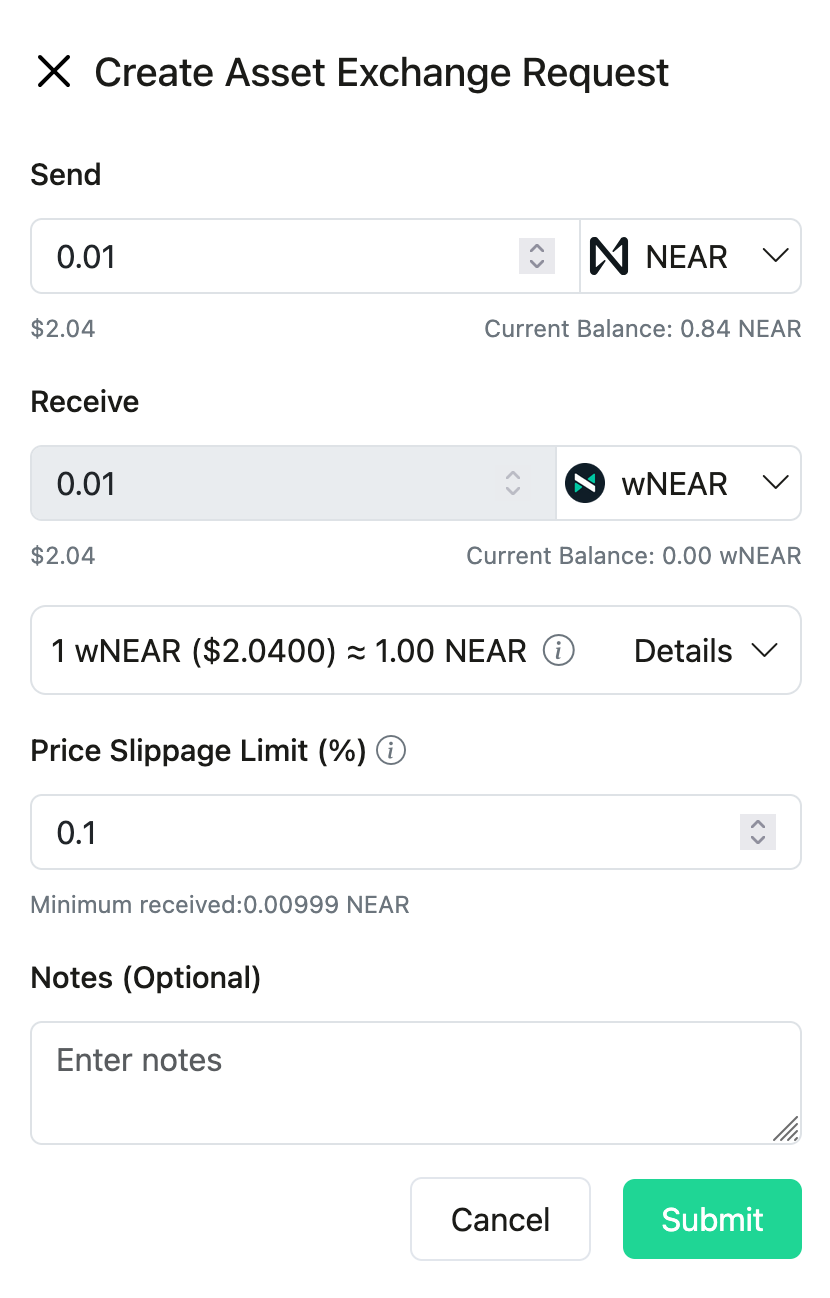 Create Asset Exchange Request
Send
0.01 NEAR
$2.04 Current Balance: 0.84 NEAR
Receive
0.01 wNEAR
$2.04 Current Balance: 0.00 wNEAR
1 wNEAR ($2.0400) ≈ 1.00 NEAR Details
Price Slippage Limit (%)
0.1
Minimum received:0.00999 NEAR
Notes (Optional)
Enter notes
Cancel Submit